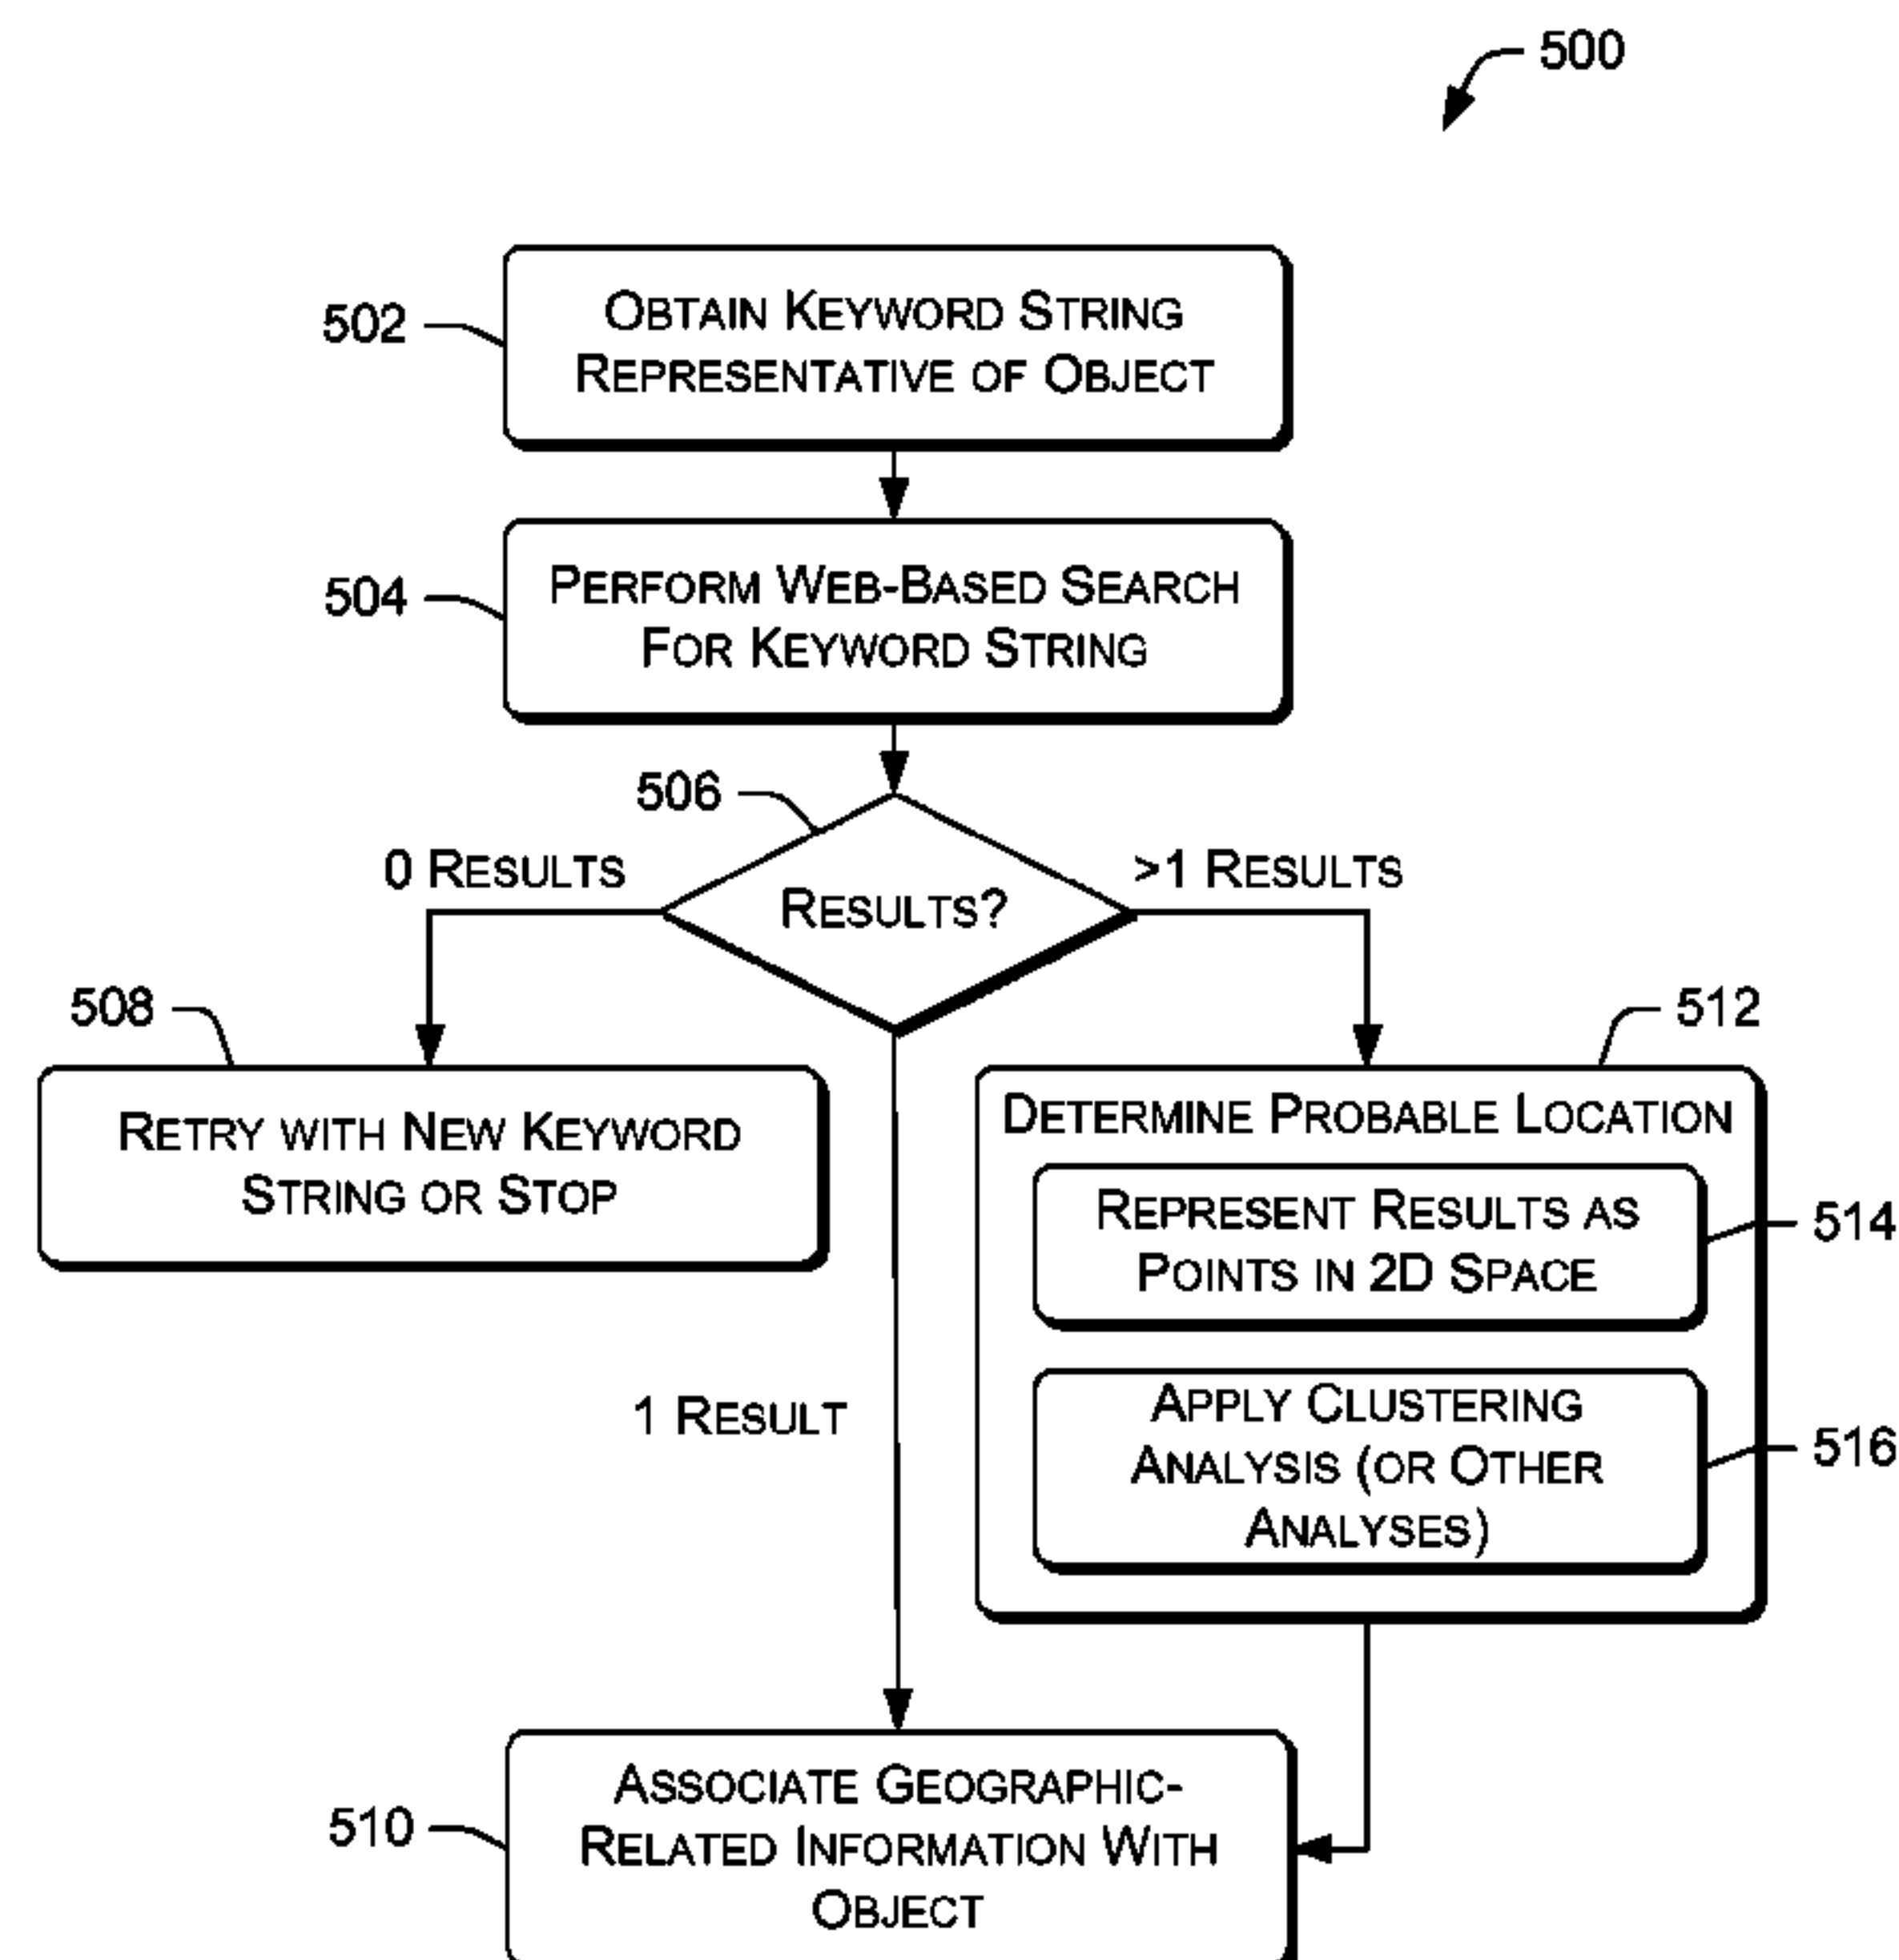 500
502
OBTAIN KEYWORD STRING
REPRESENTATIVE OF OBJECT
504
PERFORM WEB-BASED SEARCH
FOR KEYWORD STRING
506
0 RESULTS
RESULTS?
>1 RESULTS
508
RETRY WITH NEW KEYWORD
STRING OR STOP
512
DETERMINE PROBABLE LOCATION
REPRESENT RESULTS AS
POINTS IN 2D SPACE
514
APPLY CLUSTERING
ANALYSIS (OR OTHER
ANALYSES)
516
1 RESULT
510
ASSOCIATE GEOGRAPHIC-
RELATED INFORMATION WITH
OBJECT